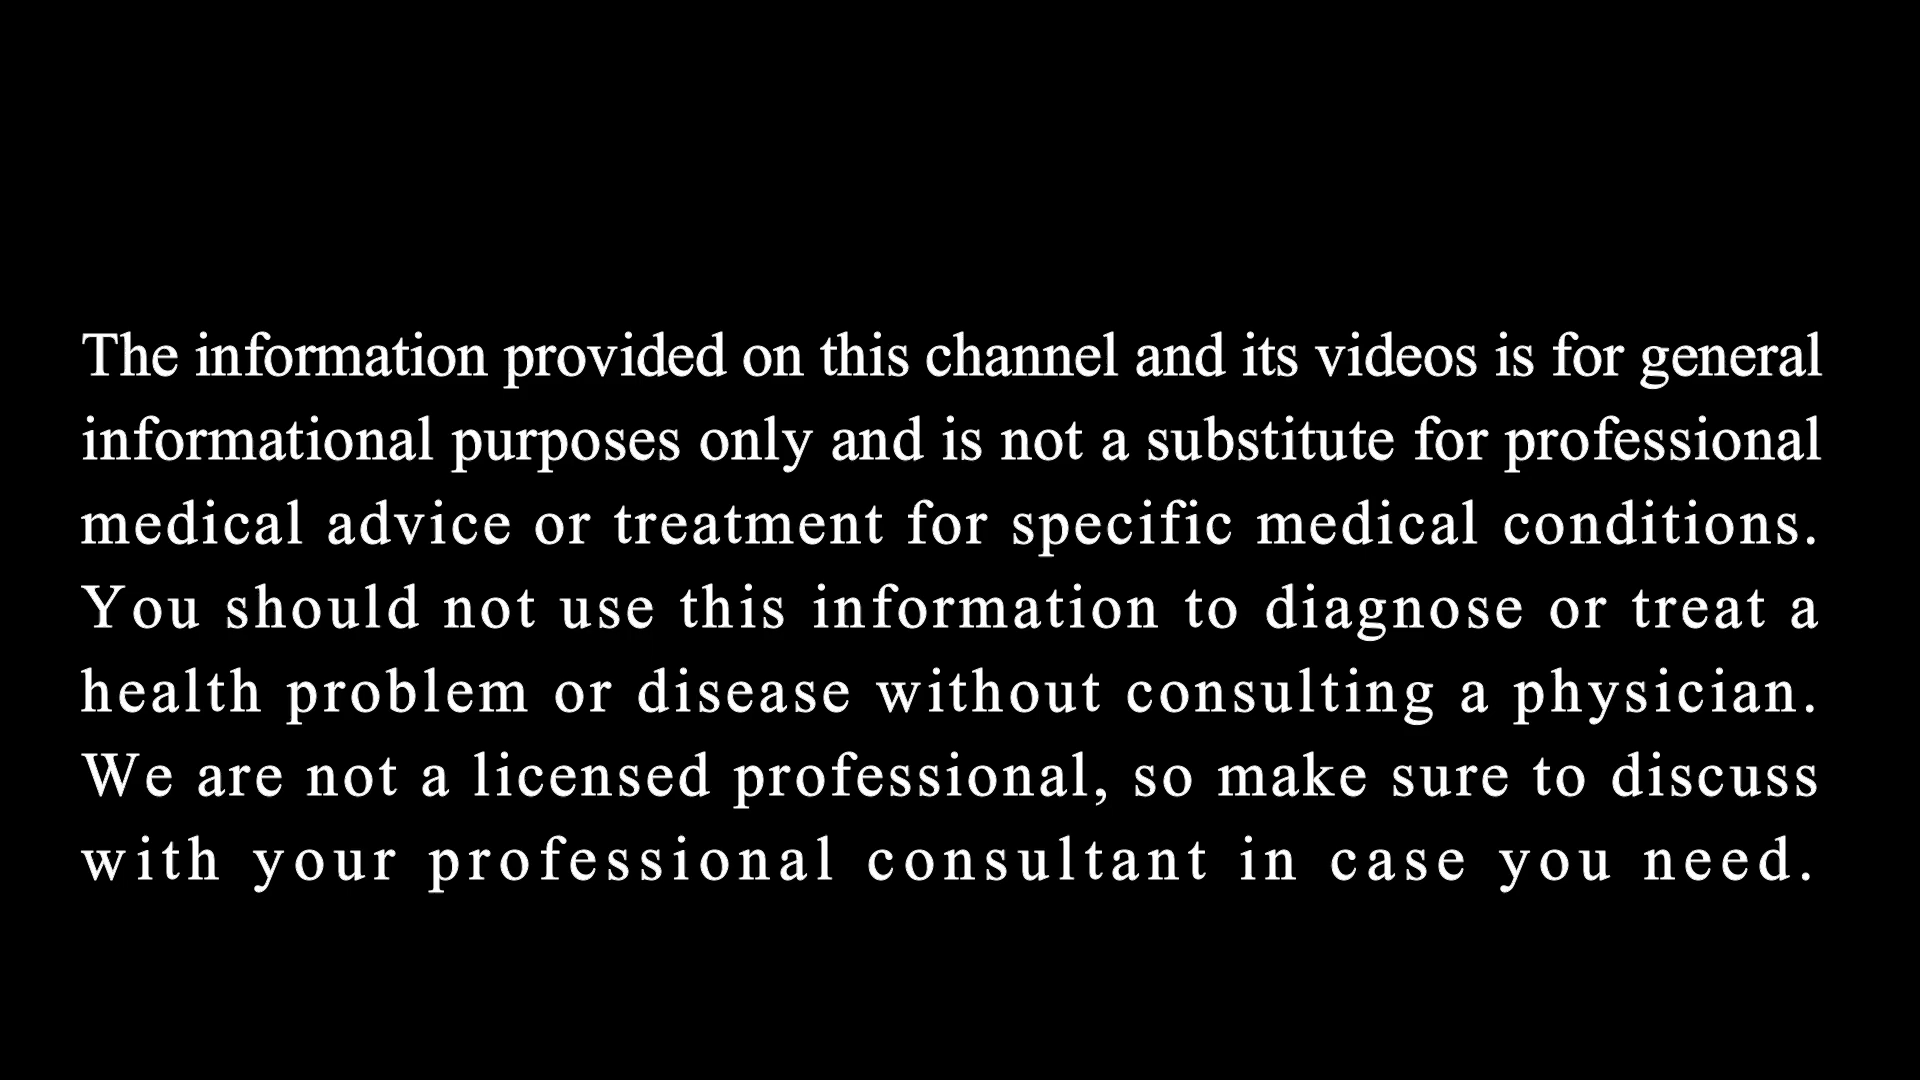 The information provided on this channel and its videos is for general
informational purposes only and is not a substitute for professional
medical advice or treatment for specific medical conditions.
You should not use this information to diagnose or treat a
health problem or disease without consulting a physician.
We are not a licensed professional, so make sure to discuss
with your professional consultant in case you need.